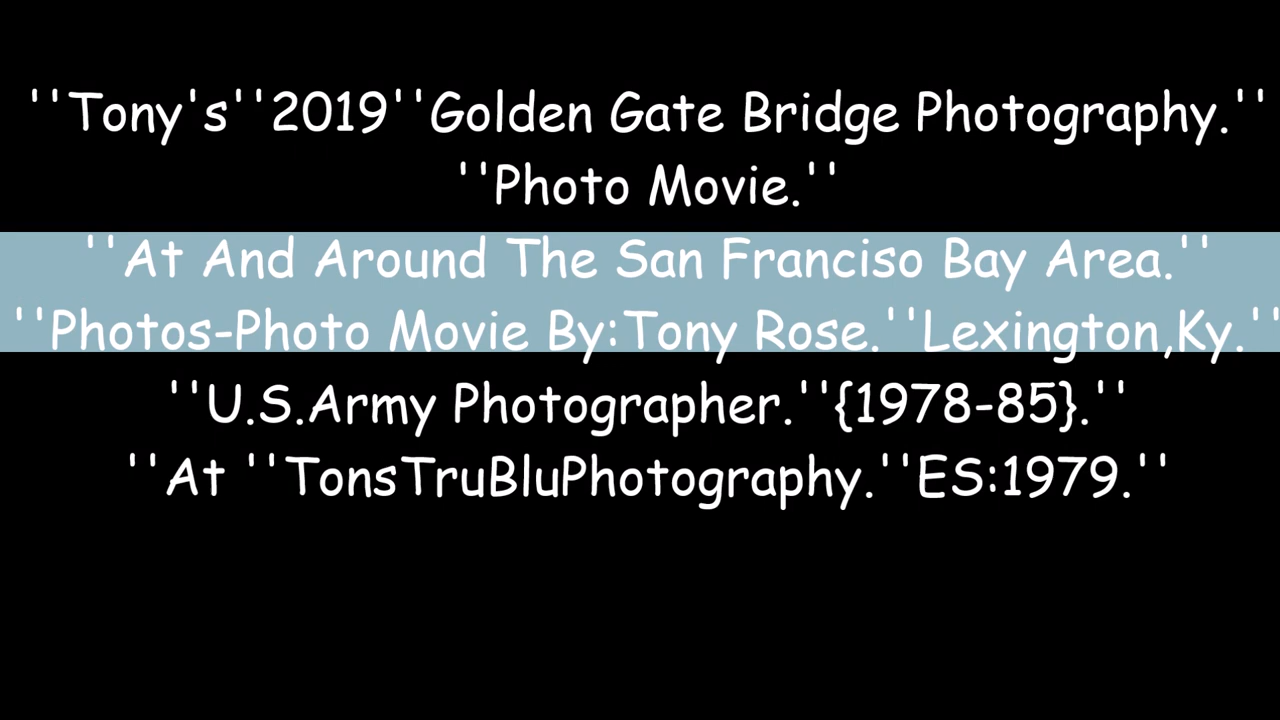 ''Tony's''2019''Golden Gate Bridge Photography.''
''Photo Movie.''
''At And Around The San Franciso Bay Area.''
''Photos-Photo Movie By:Tony Rose.''Lexington,Ky.''
''U.S.Army Photographer.''{1978-85}.''
''At ''TonsTruBluPhotography.''ES:1979.''